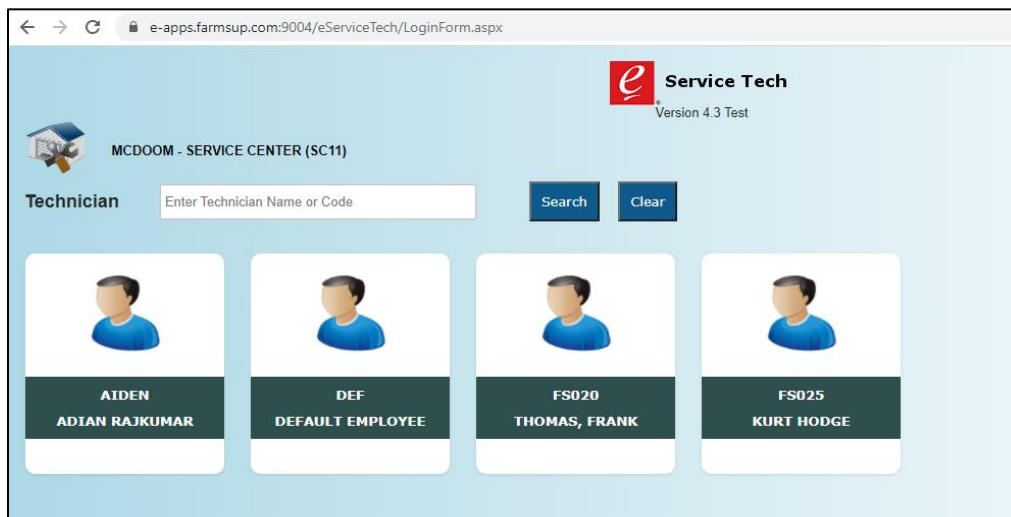 e-apps.farmsup.com:9004/eServiceTech/LoginForm.aspx
e Service Tech
Version 4.3 Test
MCDOOM - SERVICE CENTER (SC11)
Technician Enter Technician Name or Code Search Clear
AIDEN DEF FS020 FS025
ADIAN RAJKUMAR DEFAULT EMPLOYEE THOMAS, FRANK KURT HODGE